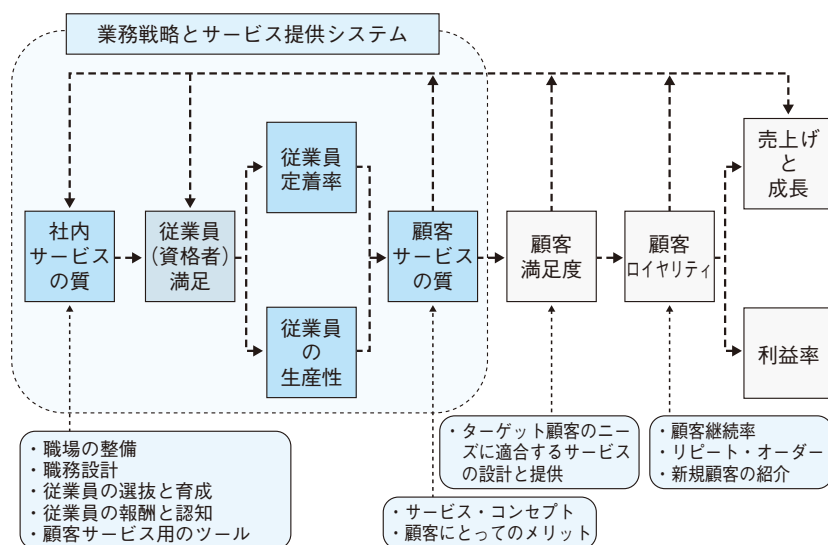 業務戦略とサービス提供システム
社内
サービス
の質
従業員
(資格者)
満足
従業員
定着率
従業員
の
生産性
顧客
サービス
の質
顧客
満足度
顧客
ロイヤリティ
売上げ
と
成長
利益率
・職場の整備
・職務設計
・従業員の選抜と育成
・従業員の報酬と認知
・顧客サービス用のツール
・サービス・コンセプト
・顧客にとってのメリット
・ターゲット顧客のニー
ズに適合するサービス
の設計と提供
・顧客継続率
・リピート・オーダー
・新規顧客の紹介